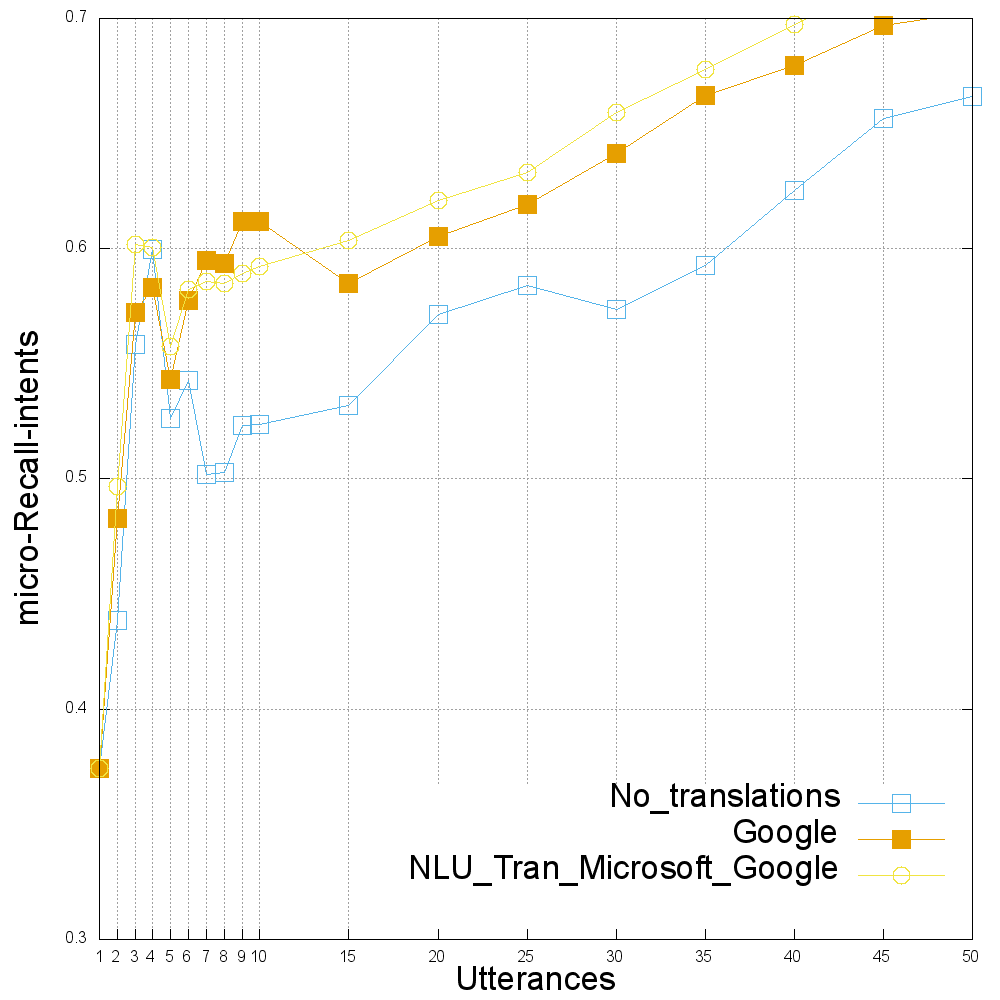 0.7
0.6
0.5
0.4
0.3
micro-Recall-intents
No_translations
Google
NLU_Tran_Microsoft_Google
1 2 3 4 5 6 7 8 9 10 15 20 25 30 35 40 45 50
Utterances